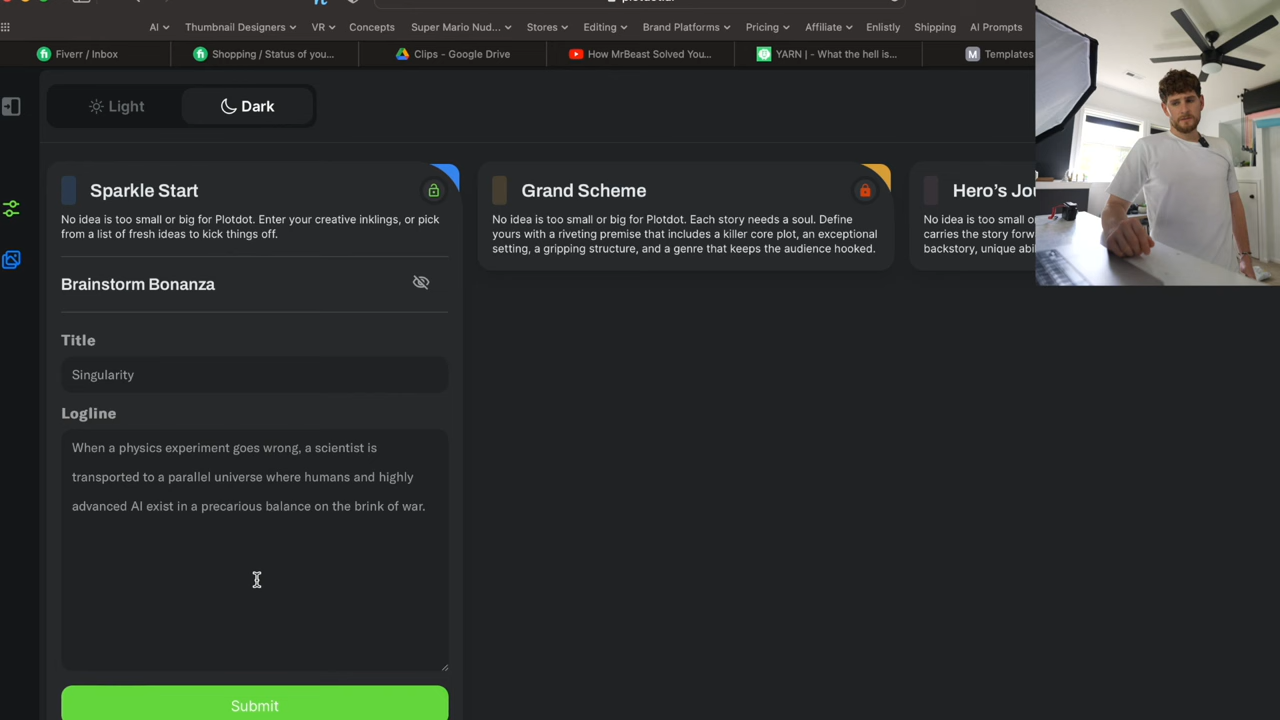 AI
Thumbnail Designers
VR
Concepts
Super Mario Nud...
Stores
Editing
Brand Platforms
Pricing
Affiliate
Enlistly
Shipping
AI Prompts
Fiverr / Inbox
Shopping / Status of you...
Clips - Google Drive
How MrBeast Solved You...
YARN | - What the hell is...
M
Templates
Light
Dark
Sparkle Start
No idea is too small or big for Plotdot. Enter your creative inklings, or pick
from a list of fresh ideas to kick things off.
Brainstorm Bonanza
Title
Singularity
Logline
When a physics experiment goes wrong, a scientist is
transported to a parallel universe where humans and highly
advanced AI exist in a precarious balance on the brink of war.
Submit
Grand Scheme
No idea is too small or big for Plotdot. Each story needs a soul. Define
yours with a riveting premise that includes a killer core plot, an exceptional
setting, a gripping structure, and a genre that keeps the audience hooked.
Hero's Jou
No idea is too small o
carries the story forw
backstory, unique abi